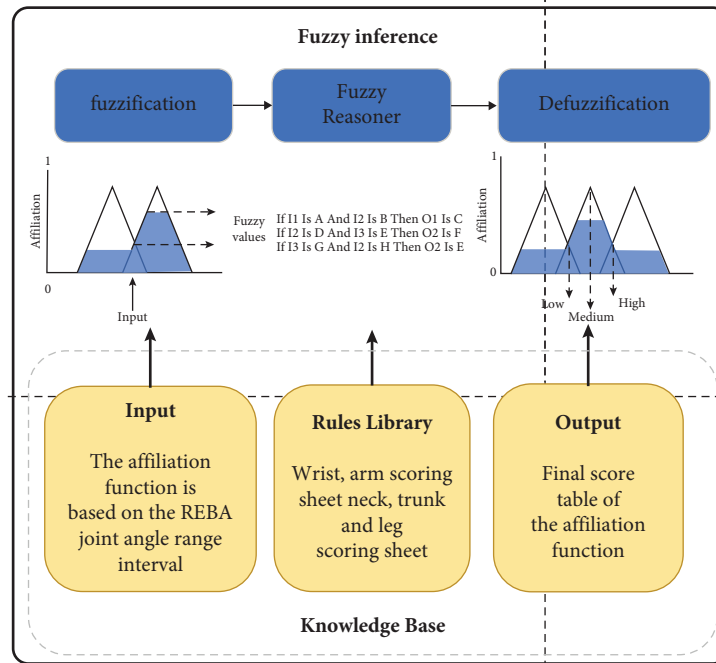 Fuzzy inference
fuzzification
Fuzzy
Reasoner
Defuzzification
1
Affiliation
0
Input
Fuzzy
values
If I1 Is A And I2 Is B Then O1 Is C
If I2 Is D And I3 Is E Then O2 Is F
If I3 Is G And I2 Is H Then O2 Is E
1
Affiliation
0
Low
Medium
High
Input
The affiliation
function is
based on the REBA
joint angle range
interval
Rules Library
Wrist, arm scoring
sheet neck, trunk
and leg
scoring sheet
Output
Final score
table of
the affiliation
function
Knowledge Base